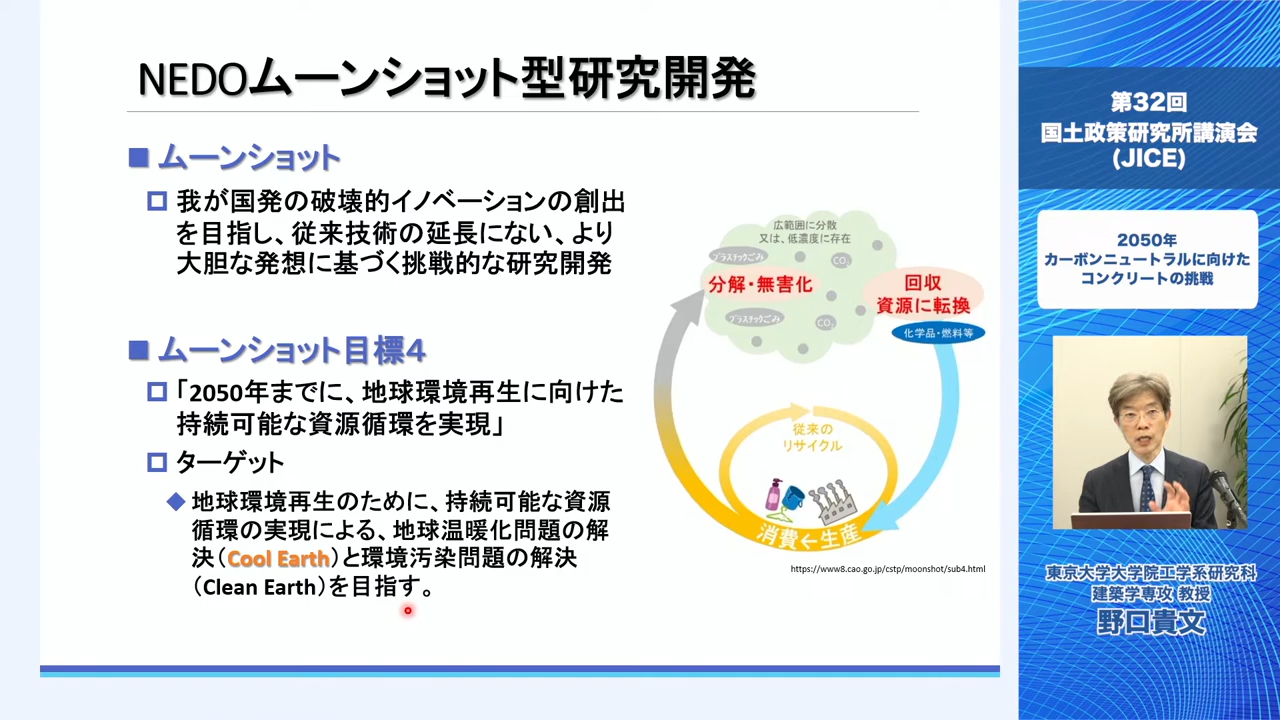 NEDOムーンショット型研究開発
ムーンショット
我が国発の破壊的イノベーションの創出
を目指し、従来技術の延長にない、より
大胆な発想に基づく挑戦的な研究開発
ムーンショット目標4
「2050年までに、地球環境再生に向けた
持続可能な資源循環を実現」
ターゲット
地球環境再生のために、持続可能な資源
循環の実現による、地球温暖化問題の解
決（Cool Earth）と環境汚染問題の解決
（Clean Earth）を目指す。
広範囲に分散
又は、低濃度に存在
プラスチックごみ
CO₂
分解・無害化
回収
資源に転換
プラスチックごみ
CO₂
化学品・燃料等
従来の
リサイクル
消費←生産
https://www8.cao.go.jp/cstp/moonshot/sub4.html
第32回
国土政策研究所講演会
(JICE)
2050年
カーボンニュートラルに向けた
コンクリートの挑戦
東京大学大学院工学系研究科
建築学専攻 教授
野口貴文